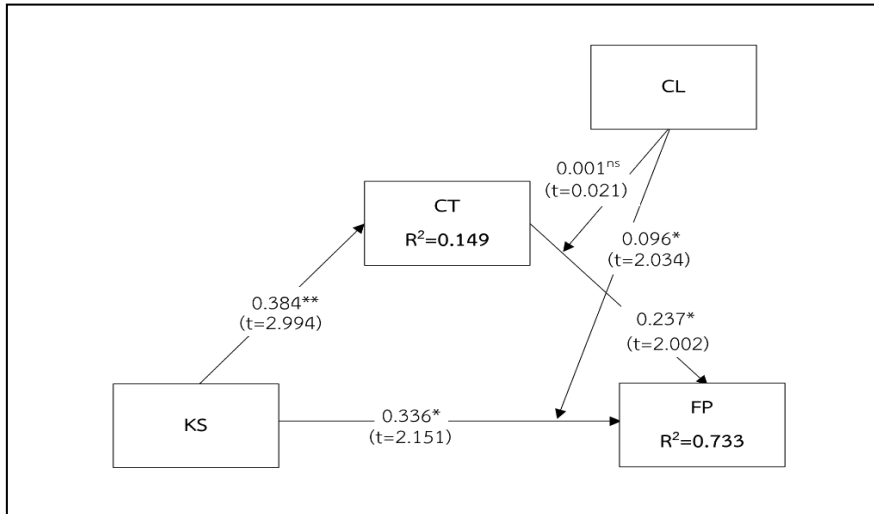 CL
0.001ns
(t=0.021)
CT
R²=0.149
0.096*
(t=2.034)
0.384**
(t=2.994)
0.237*
(t=2.002)
KS
0.336*
(t=2.151)
FP
R²=0.733